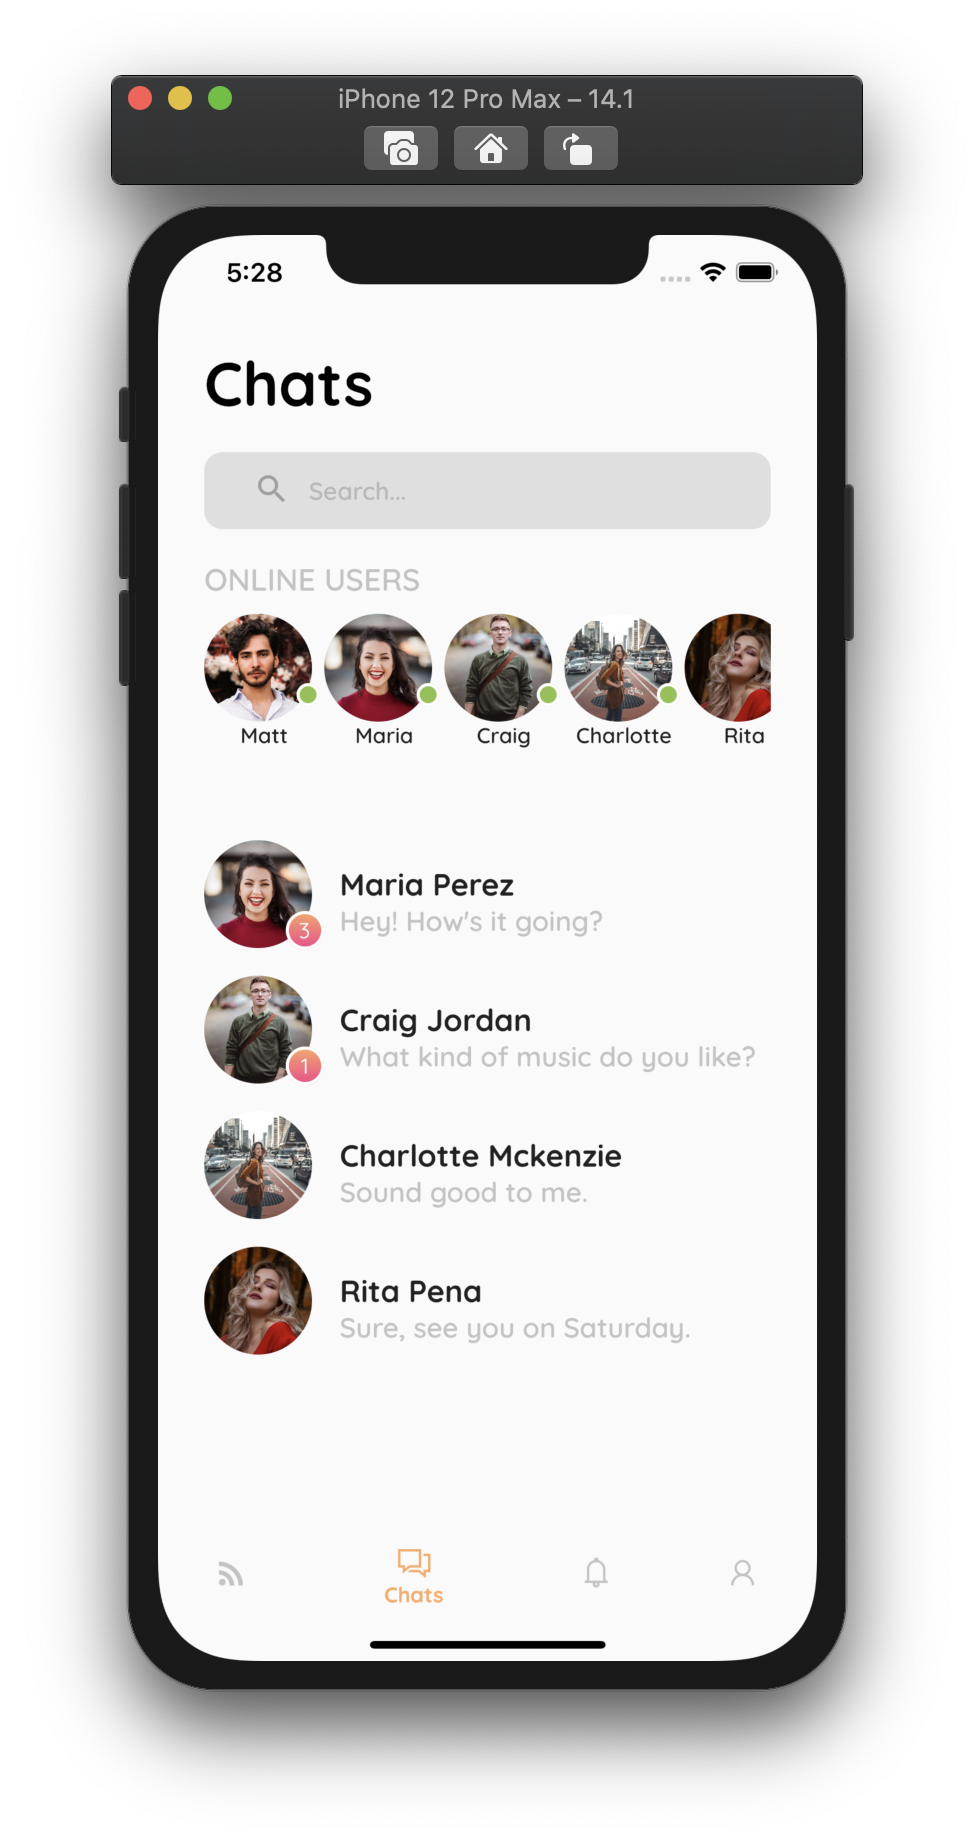 iPhone 12 Pro Max – 14.1
5:28
Chats
Search...
ONLINE USERS
Matt Maria Craig Charlotte Rita
Maria Perez
Hey! How's it going?
3
Craig Jordan
What kind of music do you like?
1
Charlotte Mckenzie
Sound good to me.
Rita Pena
Sure, see you on Saturday.
Chats